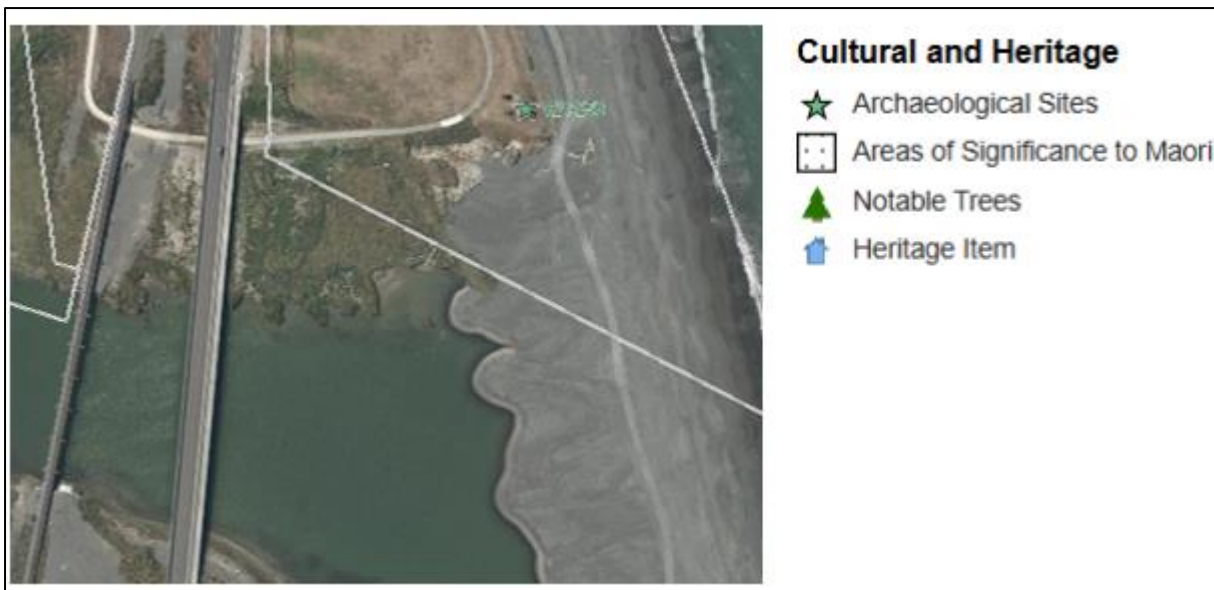 Cultural and Heritage
Archaeological Sites
Areas of Significance to Maori
Notable Trees
Heritage Item